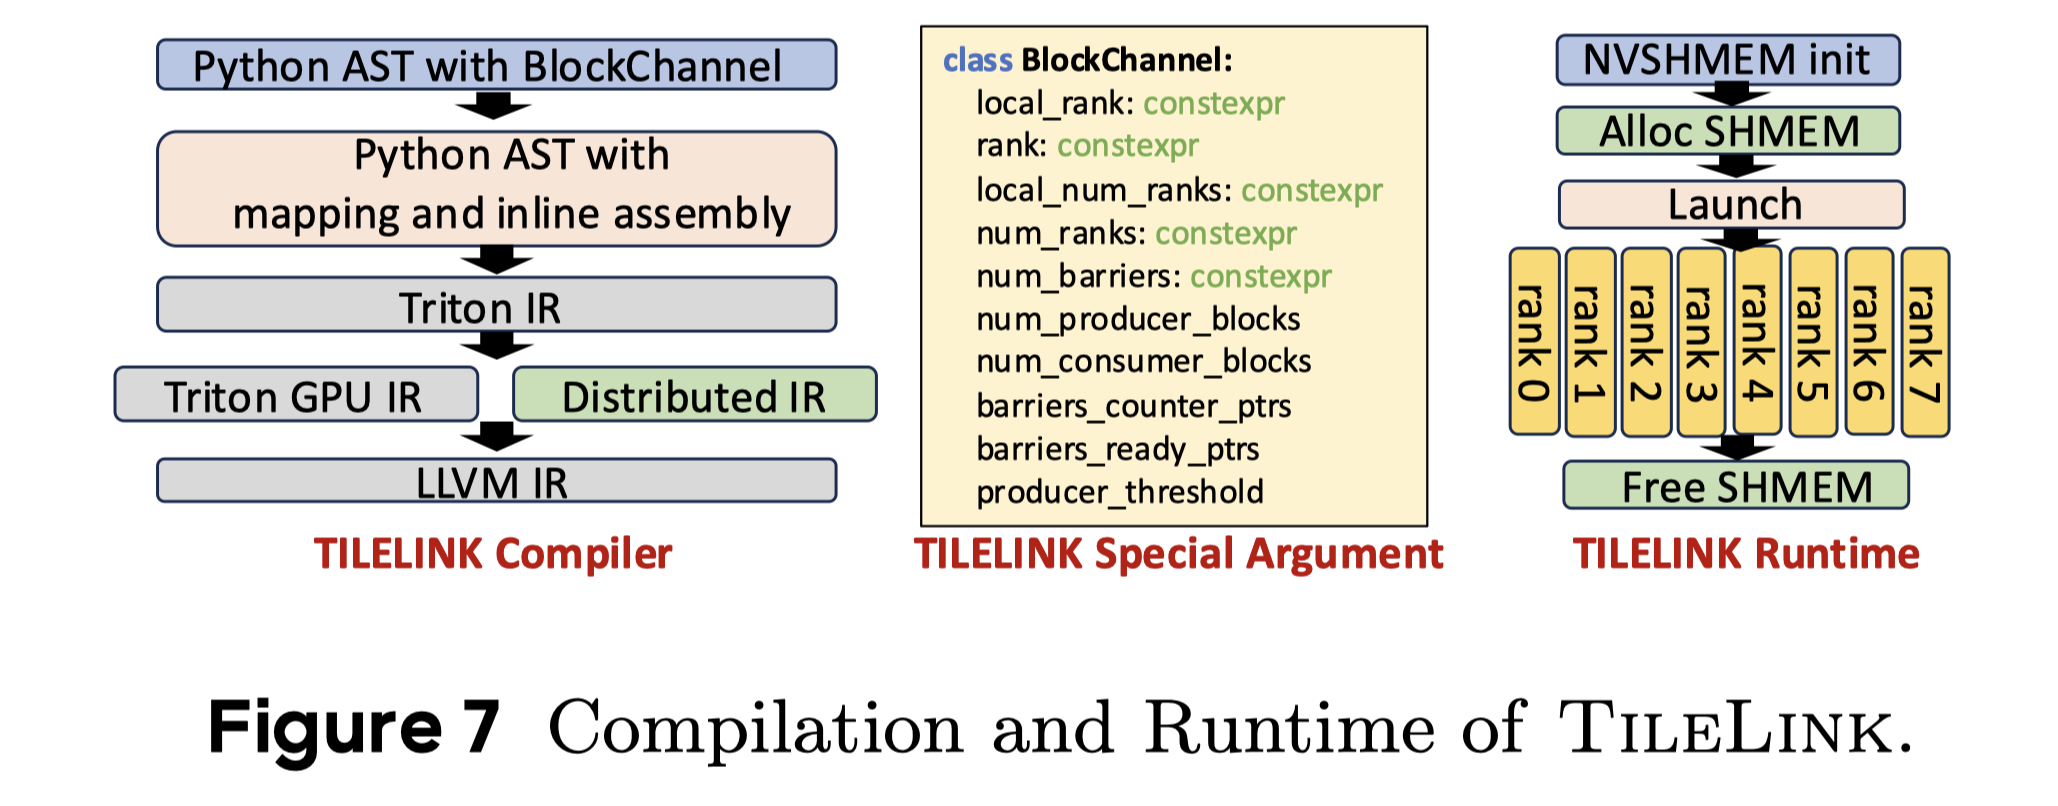 Python AST with BlockChannel
Python AST with
mapping and inline assembly
Triton IR
Triton GPU IR
Distributed IR
LLVM IR
TILELINK Compiler
class BlockChannel:
local_rank: constexpr
rank: constexpr
local_num_ranks: constexpr
num_ranks: constexpr
num_barriers: constexpr
num_producer_blocks
num_consumer_blocks
barriers_counter_ptrs
barriers_ready_ptrs
producer_threshold
TILELINK Special Argument
NVSHMEM init
Alloc SHMEM
Launch
rank 0
rank 1
rank 2
rank 3
rank 4
rank 5
rank 6
rank 7
Free SHMEM
TILELINK Runtime
Figure 7 Compilation and Runtime of TILELINK.